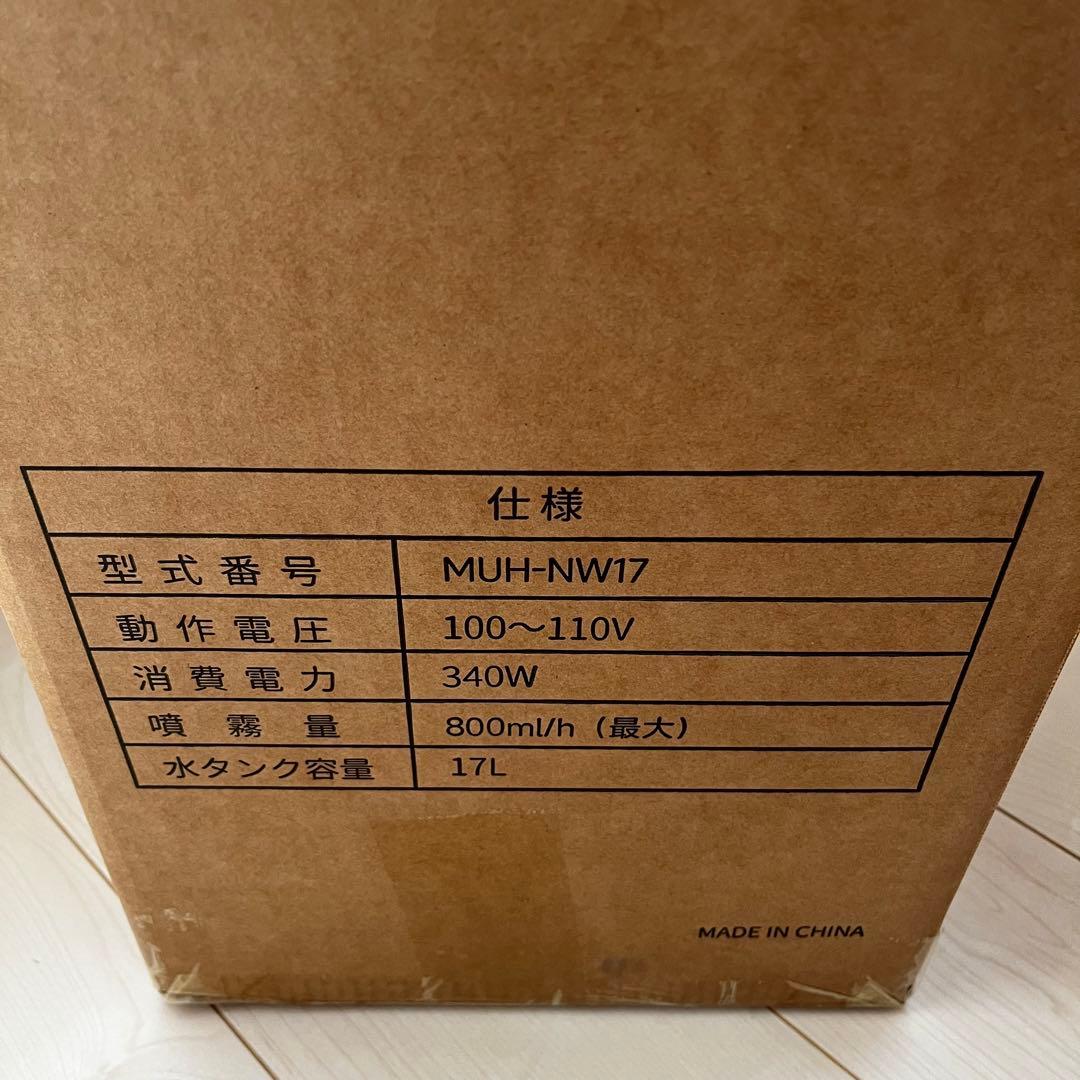 仕様
型式番号 MUH-NW17
動作電圧 100～110V
消費電力 340W
噴霧量 800ml/h（最大）
水タンク容量 17L
MADE IN CHINA